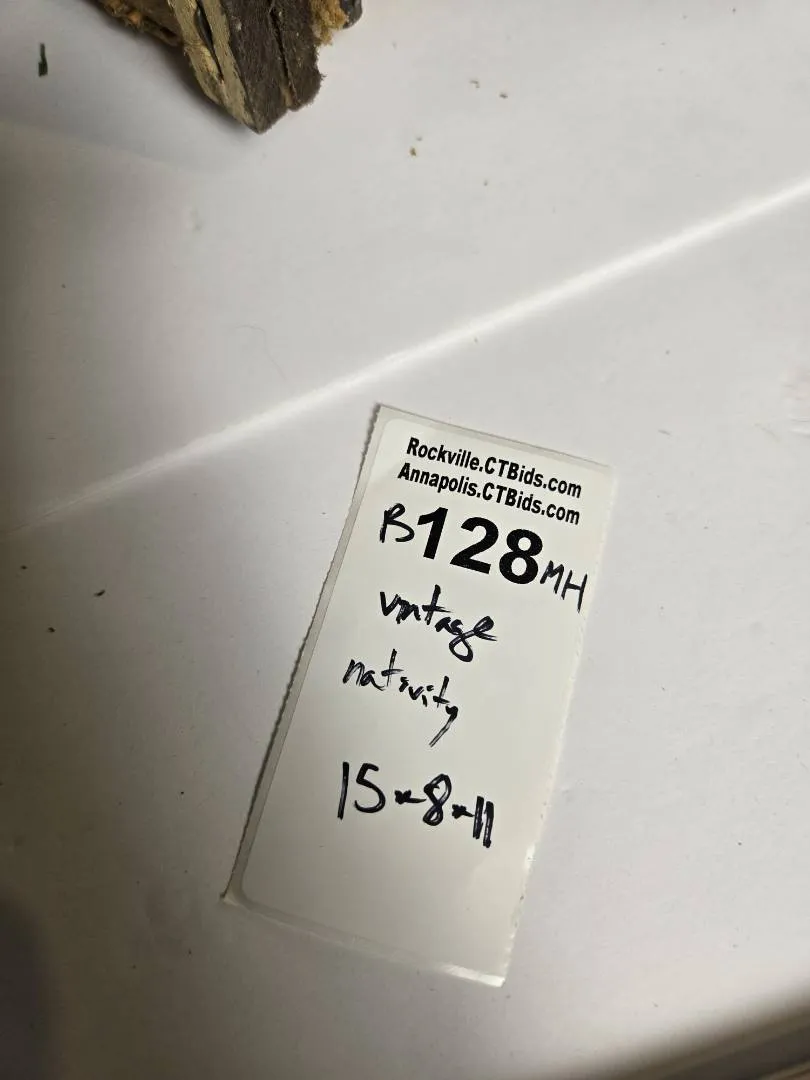 Rockville.CTBids.com
Annapolis.CTBids.com
B128MH
vintage
nativity
15x8x11